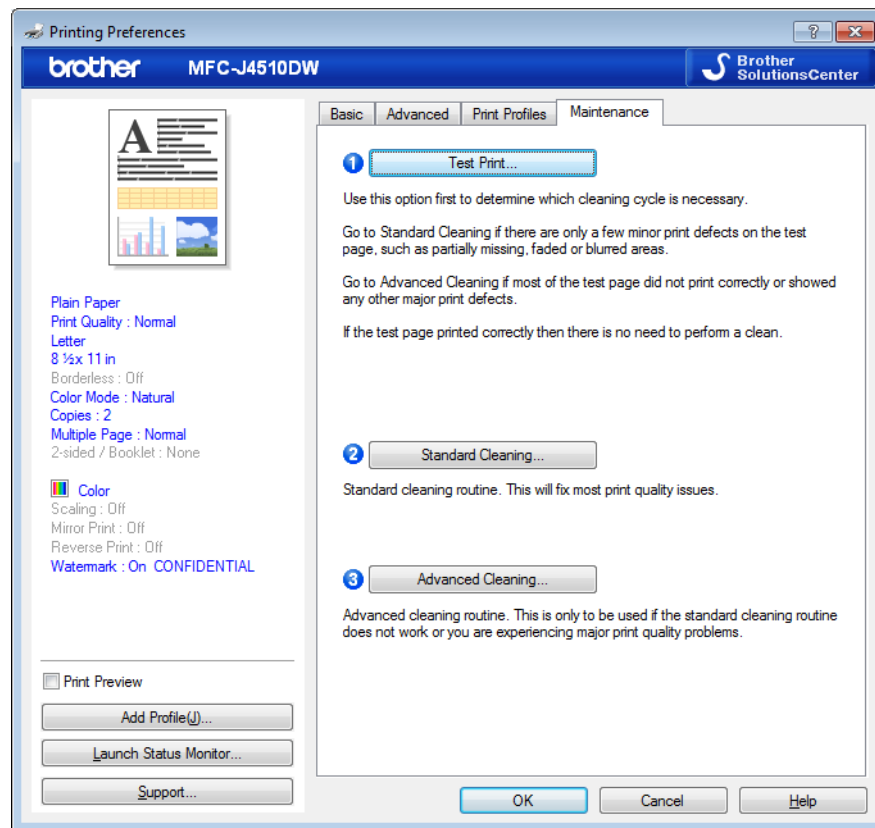 Printing Preferences
brother MFC-J4510DW
Brother
SolutionsCenter
A
Plain Paper
Print Quality : Normal
Letter
8 ½x 11 in
Borderless : Off
Color Mode : Natural
Copies : 2
Multiple Page : Normal
2-sided / Booklet : None
Color
Scaling : Off
Mirror Print : Off
Reverse Print : Off
Watermark : On CONFIDENTIAL
Print Preview
Add Profile(J)...
Launch Status Monitor...
Support...
Basic Advanced Print Profiles Maintenance
1 Test Print...
Use this option first to determine which cleaning cycle is necessary.
Go to Standard Cleaning if there are only a few minor print defects on the test
page, such as partially missing, faded or blurred areas.
Go to Advanced Cleaning if most of the test page did not print correctly or showed
any other major print defects.
If the test page printed correctly then there is no need to perform a clean.
2 Standard Cleaning...
Standard cleaning routine. This will fix most print quality issues.
3 Advanced Cleaning...
Advanced cleaning routine. This is only to be used if the standard cleaning routine
does not work or you are experiencing major print quality problems.
OK Cancel Help